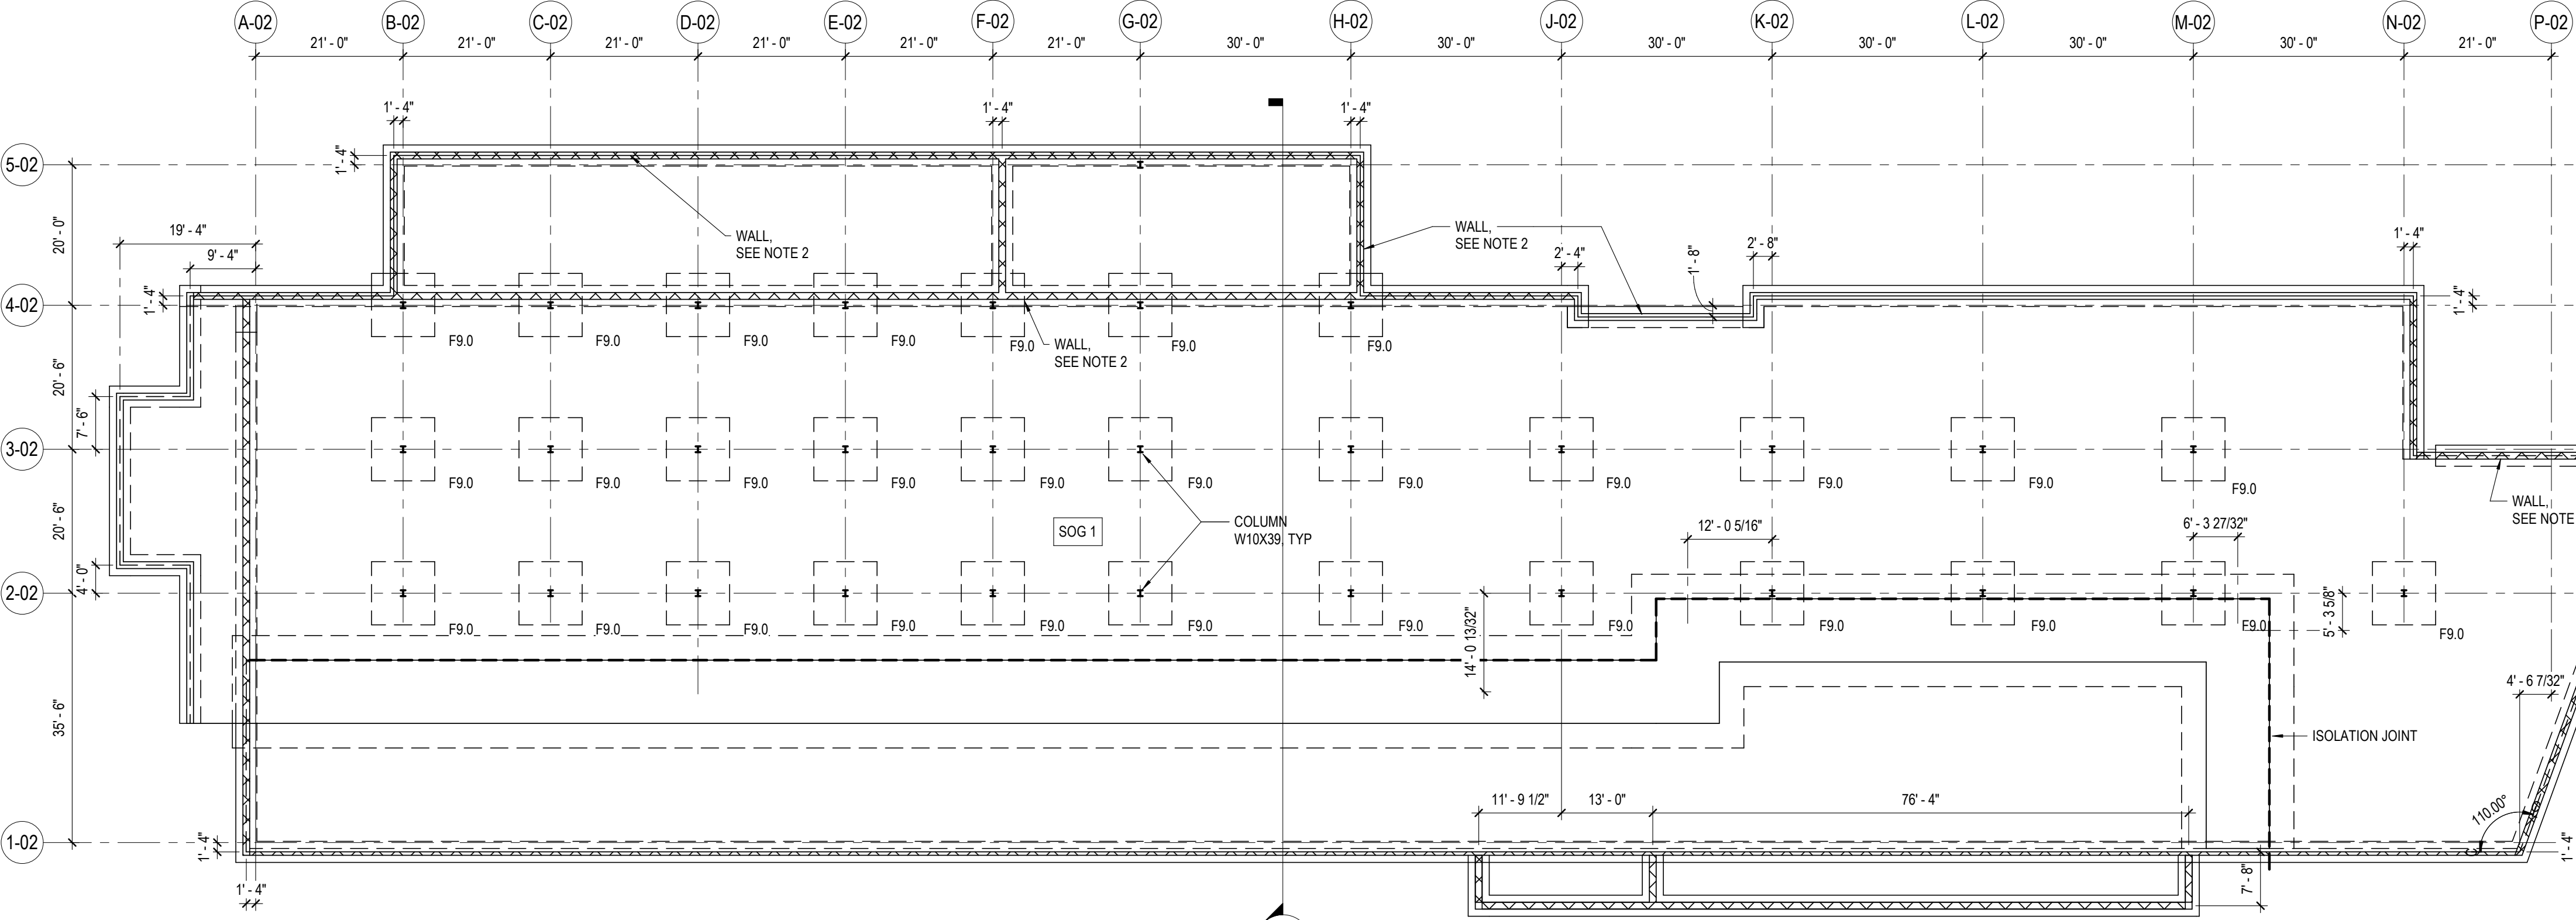 A-02 B-02 C-02 D-02 E-02 F-02 G-02 H-02 J-02 K-02 L-02 M-02 N-02 P-02
21' - 0" 21' - 0" 21' - 0" 21' - 0" 21' - 0" 21' - 0" 30' - 0" 30' - 0" 30' - 0" 30' - 0" 30' - 0" 30' - 0" 21' - 0"
1' - 4" 1' - 4" 1' - 4"
5-02
1' - 4"
20' - 0"
19' - 4"
9' - 4"
WALL,
SEE NOTE 2
WALL,
SEE NOTE 2
2' - 4"
1' - 8"
2' - 8"
1' - 4"
1' - 4"
1' - 4"
4-02
F9.0 F9.0 F9.0 F9.0 F9.0 F9.0 F9.0
WALL,
SEE NOTE 2
20' - 6"
7' - 6"
3-02
F9.0 F9.0 F9.0 F9.0 F9.0 F9.0 F9.0 F9.0 F9.0 F9.0 F9.0
WALL,
SEE NOTE
SOG 1
COLUMN
W10X39, TYP
12' - 0 5/16"
6' - 3 27/32"
20' - 6"
4' - 0"
2-02
F9.0 F9.0 F9.0 F9.0 F9.0 F9.0 F9.0 F9.0 F9.0 F9.0 F9.0 F9.0
14' - 0 13/32"
5' - 3 5/8"
4' - 6 7/32"
35' - 6"
ISOLATION JOINT
11' - 9 1/2" 13' - 0" 76' - 4"
110.00°
1-02
1' - 4"
1' - 4"
7' - 8"
1' - 4"